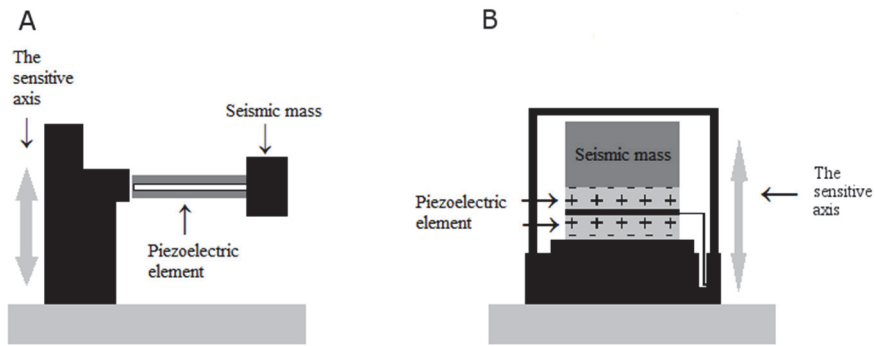 A
The
sensitive
axis
Seismic mass
Piezoelectric
element
B
Seismic mass
Piezoelectric
element
- - - - -
+ + + + +
+ + + + +
- - - - -
The
sensitive
axis